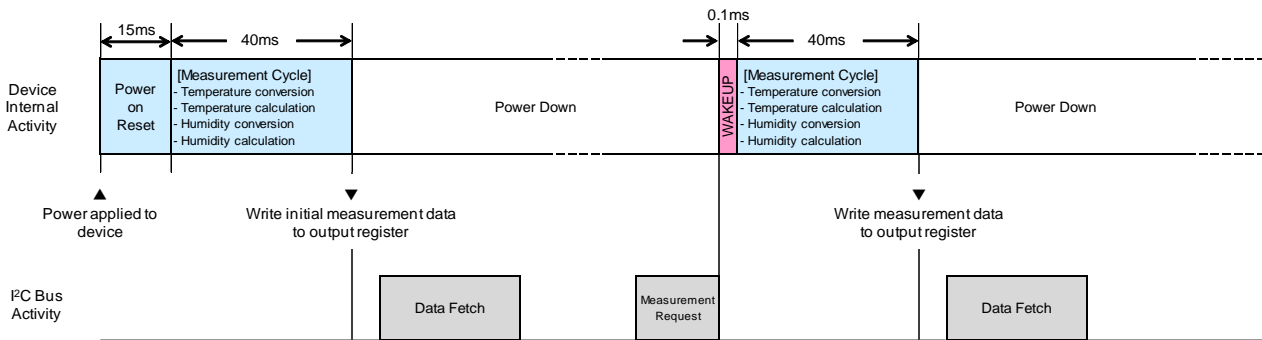 0.1ms
15ms
40ms
40ms
Device
Internal
Activity
Power
on
Reset
[Measurement Cycle]
- Temperature conversion
- Temperature calculation
- Humidity conversion
- Humidity calculation
Power Down
WAKEUP
[Measurement Cycle]
- Temperature conversion
- Temperature calculation
- Humidity conversion
- Humidity calculation
Power Down
Power applied to
device
Write initial measurement data
to output register
Write measurement data
to output register
I²C Bus
Activity
Data Fetch
Measurement
Request
Data Fetch